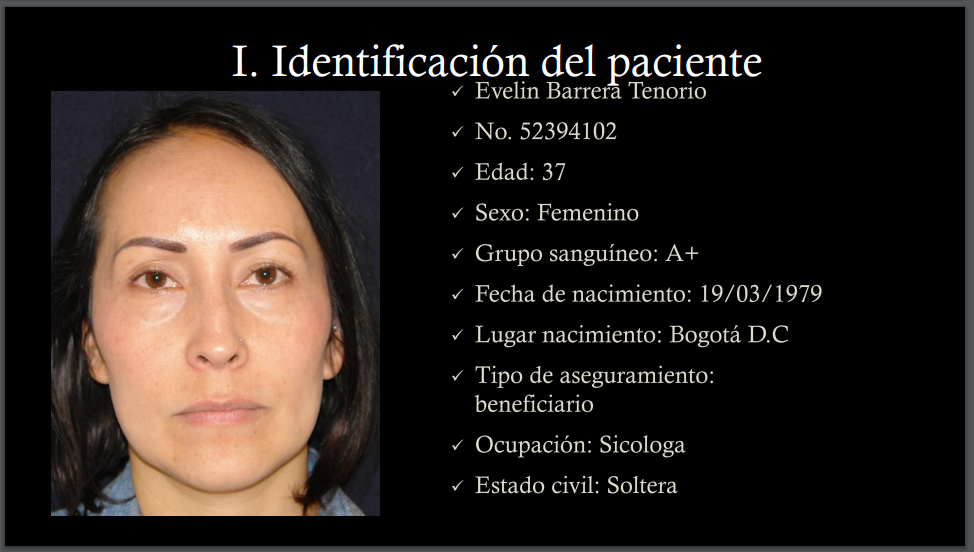 I. Identificación del paciente
✓ Evelin Barrera Tenorio
✓ No. 52394102
✓ Edad: 37
✓ Sexo: Femenino
✓ Grupo sanguíneo: A+
✓ Fecha de nacimiento: 19/03/1979
✓ Lugar nacimiento: Bogotá D.C
✓ Tipo de aseguramiento:
beneficiario
✓ Ocupación: Sicologa
✓ Estado civil: Soltera